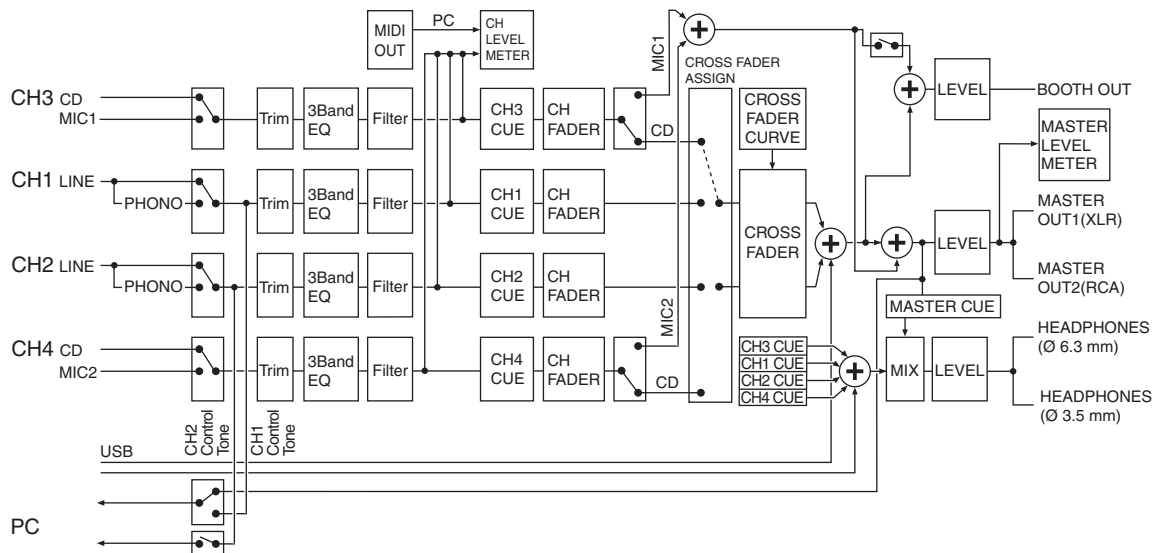 MIDI OUT
PC
CH LEVEL METER
MIC1
CROSS FADER ASSIGN
CH3 CD
MIC1
Trim
3Band EQ
Filter
CH3 CUE
CH FADER
CD
CROSS FADER CURVE
LEVEL
BOOTH OUT
MASTER LEVEL METER
CH1 LINE
PHONO
Trim
3Band EQ
Filter
CH1 CUE
CH FADER
CROSS FADER
LEVEL
MASTER OUT1(XLR)
MASTER OUT2(RCA)
CH2 LINE
PHONO
Trim
3Band EQ
Filter
CH2 CUE
CH FADER
MIC2
MASTER CUE
CH4 CD
MIC2
Trim
3Band EQ
Filter
CH4 CUE
CH FADER
CD
CH3 CUE
CH1 CUE
CH2 CUE
CH4 CUE
MIX
LEVEL
HEADPHONES (Ø 6.3 mm)
HEADPHONES (Ø 3.5 mm)
CH2 Control Tone
CH1 Control Tone
USB
PC